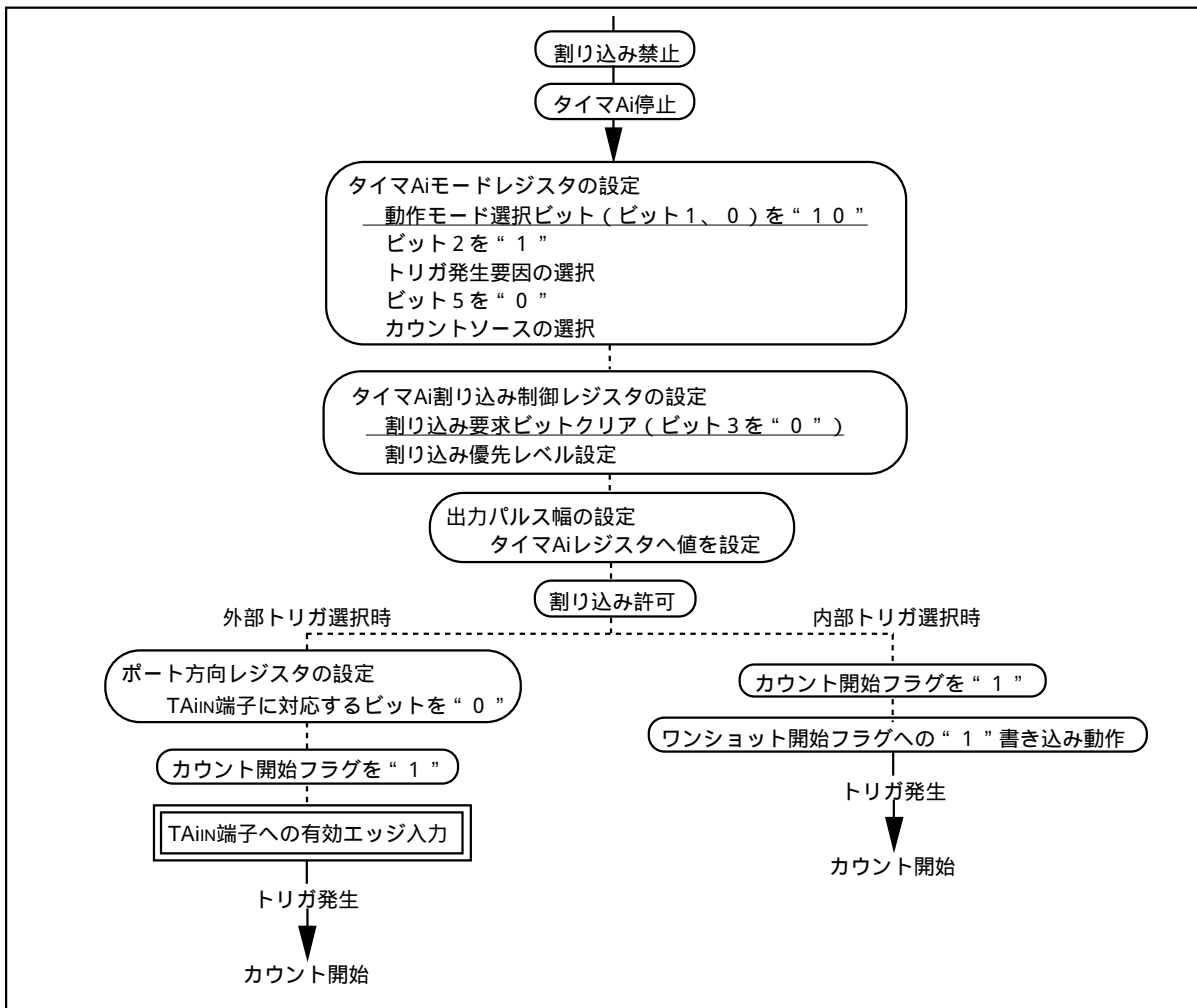 割り込み禁止
タイマAi停止
タイマAiモードレジスタの設定
動作モード選択ビット(ビット1、0)を“10”
ビット2を“1”
トリガ発生要因の選択
ビット5を“0”
カウントソースの選択
タイマAi割り込み制御レジスタの設定
割り込み要求ビットクリア(ビット3を“0”)
割り込み優先レベル設定
出力パルス幅の設定
タイマAiレジスタへ値を設定
割り込み許可
外部トリガ選択時
ポート方向レジスタの設定
TAiIN端子に対応するビットを“0”
カウント開始フラグを“1”
TAiIN端子への有効エッジ入力
トリガ発生
カウント開始
内部トリガ選択時
カウント開始フラグを“1”
ワンショット開始フラグへの“1”書き込み動作
トリガ発生
カウント開始